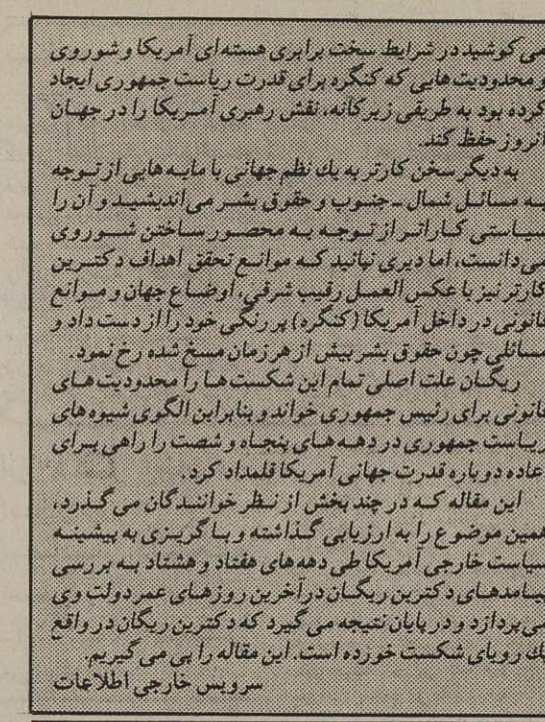 می‌کوشید در شرایط سخت برابری هسته‌ای آمریکا و شوروی
و محدودیت‌هایی که کنگره برای قدرت ریاست جمهوری ایجاد
کرده بود به طریقی زیرکانه، نقش رهبری آمریکا را در جهان
آنروز حفظ کند.
به دیگر سخن کارتر به یك نظم جهانی با مایه‌هایی از توجه
به مسائل شمال ـ جنوب و حقوق بشر می‌اندیشید و آن را
سیاستی کاراتر از توجه به محصور ساختن شوروی
می‌دانست، اما دیری نپائید که موانع تحقق اهداف دکترین
کارتر نیز با عکس‌العمل رقیب شرقی، اوضاع جهان و موانع
قانونی در داخل آمریکا (کنگره) پررنگی خود را از دست داد و
مسائلی چون حقوق بشر بیش از هر زمان مسخ شده رخ نمود.
ریگان علت اصلی تمام این شکست‌ها را محدودیت‌های
قانونی برای رئیس جمهوری خواند و بنابراین الگوی شیوه‌های
ریاست جمهوری در دهه‌های پنجاه و شصت را راهی برای
اعاده دوباره قدرت جهانی آمریکا قلمداد کرد.
این مقاله که در چند بخش از نظر خوانندگان می‌گذرد،
همین موضوع را به ارزیابی گذاشته و با گریزی به پیشینه
سیاست خارجی آمریکا طی دهه‌های هفتاد و هشتاد به بررسی
پیامدهای دکترین ریگان در آخرین روزهای عمر دولت وی
می‌پردازد و در پایان نتیجه می‌گیرد که دکترین ریگان در واقع
یك رویای شکست خورده است. این مقاله را پی می‌گیریم.
سرویس خارجی اطلاعات